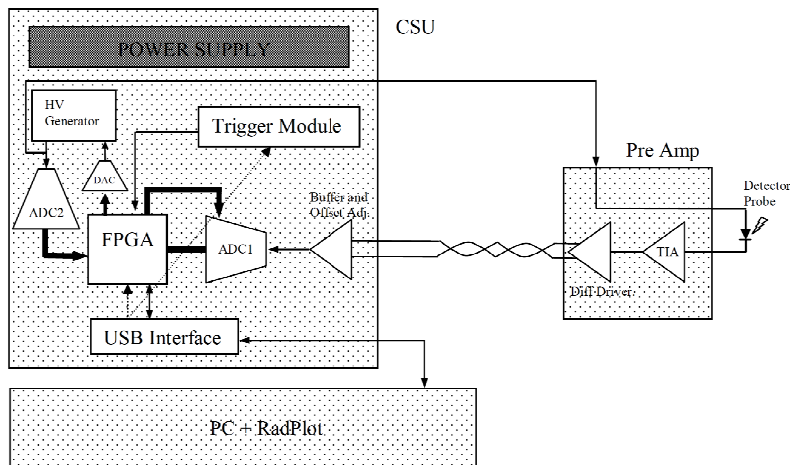 CSU
POWER SUPPLY
HV
Generator
Trigger Module
Pre Amp
DAC
Detector
Probe
ADC2
Buffer and
Offset Adj.
FPGA
ADC1
TIA
Diff Driver
USB Interface
PC + RadPlot